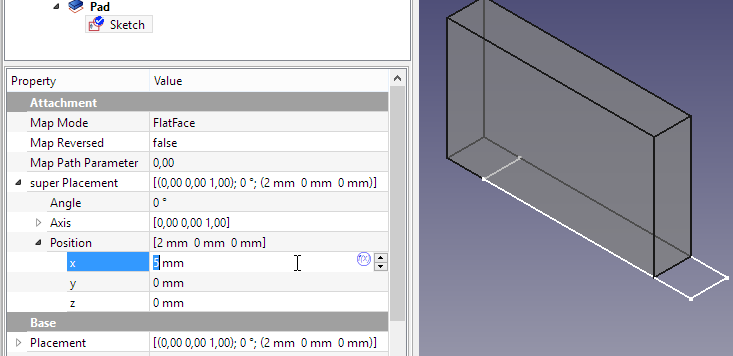 Pad
Sketch
Property Value
Attachment
Map Mode FlatFace
Map Reversed false
Map Path Parameter 0,00
super Placement [(0,00 0,00 1,00); 0 °; (2 mm 0 mm 0 mm)]
Angle 0 °
Axis [0,00 0,00 1,00]
Position [2 mm 0 mm 0 mm]
x 5 mm
y 0 mm
z 0 mm
Base
Placement [(0,00 0,00 1,00); 0 °; (2 mm 0 mm 0 mm)]